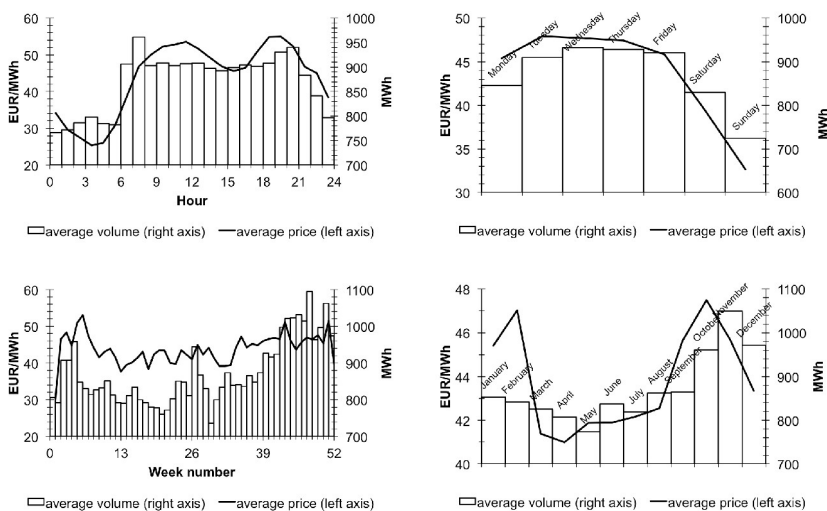 60 1000
50 950
900
40 850
30 800
750
20 700
EUR/MWh
MWh
0 3 6 9 12 15 18 21 24
Hour
average volume (right axis) average price (left axis)
50 1000
45 900
40 800
35 700
30 600
EUR/MWh
MWh
Monday
Tuesday
Wednesday
Thursday
Friday
Saturday
Sunday
average volume (right axis) average price (left axis)
60 1100
50 1000
40 900
30 800
20 700
EUR/MWh
MWh
0 13 26 39 52
Week number
average volume (right axis) average price (left axis)
48 1100
46 1000
44 900
42 800
40 700
EUR/MWh
MWh
January
February
March
April
May
June
July
August
September
October
November
December
average volume (right axis) average price (left axis)